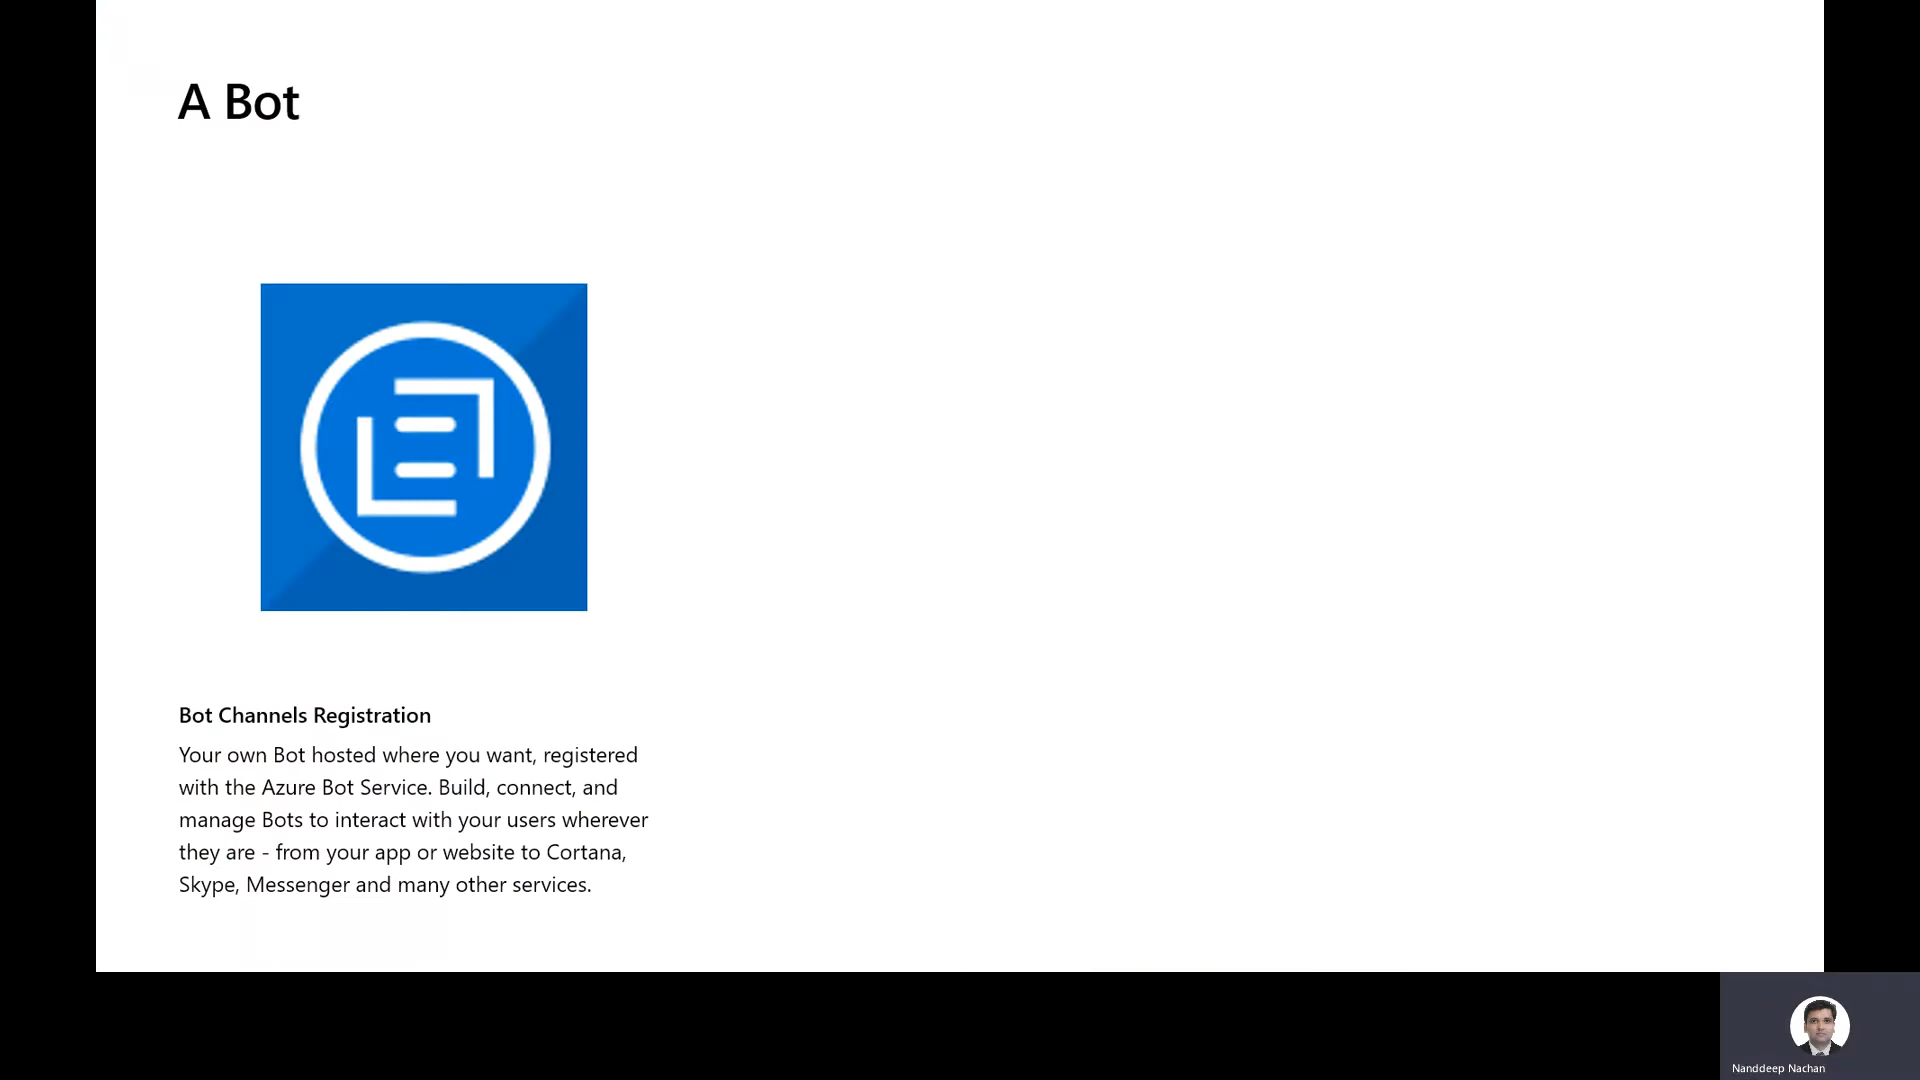 A Bot
Bot Channels Registration
Your own Bot hosted where you want, registered
with the Azure Bot Service. Build, connect, and
manage Bots to interact with your users wherever
they are - from your app or website to Cortana,
Skype, Messenger and many other services.
Nanddeep Nachan